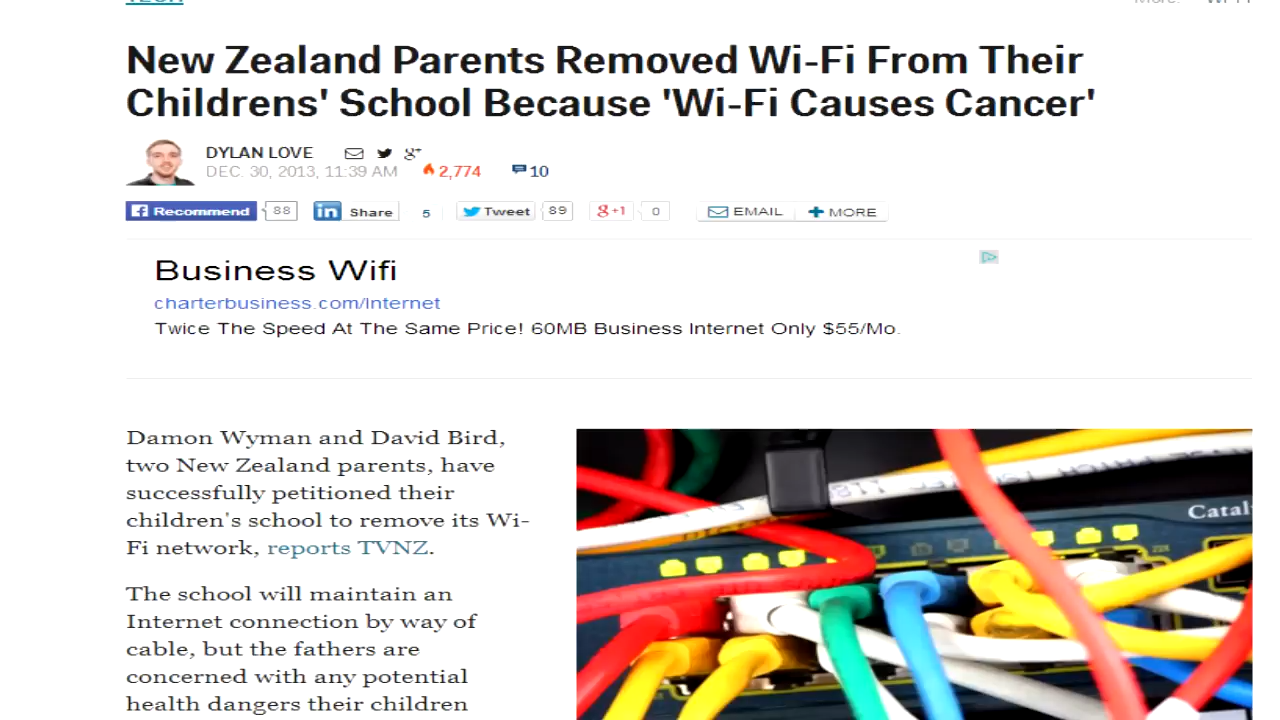 TECH
More: Wi-Fi
New Zealand Parents Removed Wi-Fi From Their
Childrens' School Because 'Wi-Fi Causes Cancer'
DYLAN LOVE
DEC. 30, 2013, 11:39 AM 2,774 10
Recommend 88 in Share 5 Tweet 89 g+1 0 EMAIL + MORE
Business Wifi
charterbusiness.com/Internet
Twice The Speed At The Same Price! 60MB Business Internet Only $55/Mo.
Damon Wyman and David Bird,
two New Zealand parents, have
successfully petitioned their
children's school to remove its Wi-
Fi network, reports TVNZ.
The school will maintain an
Internet connection by way of
cable, but the fathers are
concerned with any potential
health dangers their children
Catal